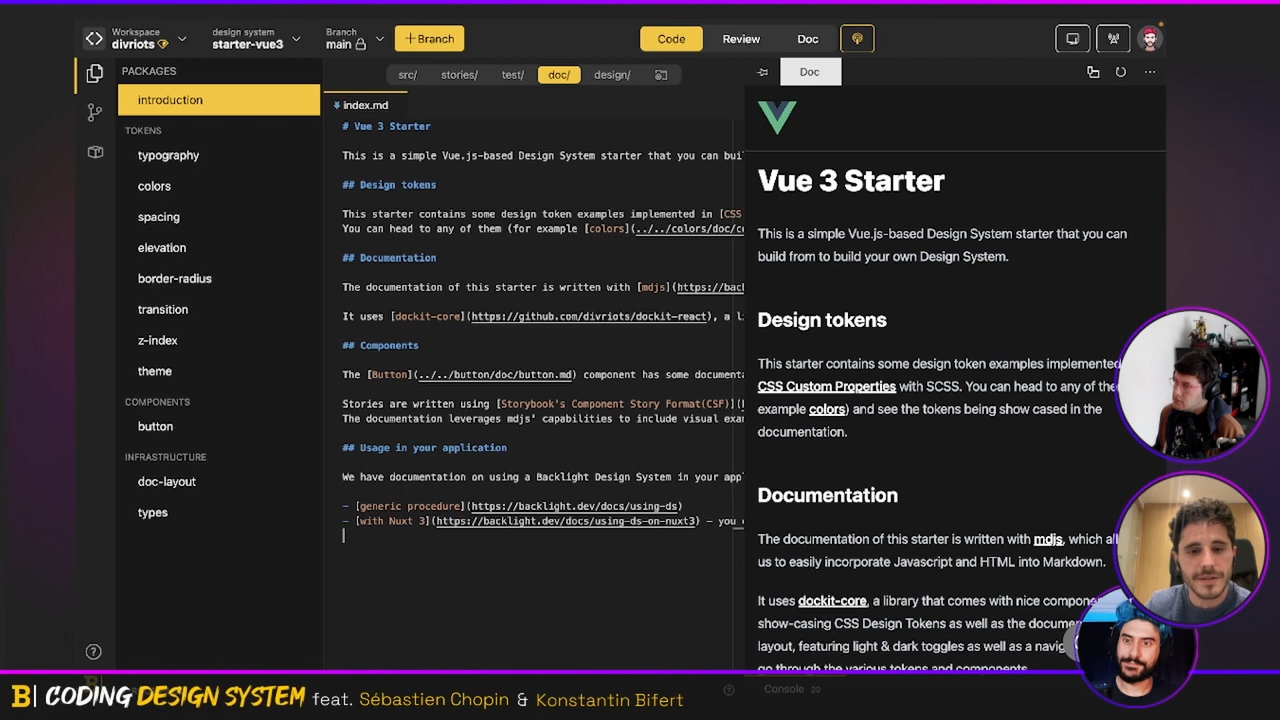 Workspace
divriots
design system
starter-vue3
Branch
main
+Branch
Code
Review
Doc
PACKAGES
introduction
TOKENS
typography
colors
spacing
elevation
border-radius
transition
z-index
theme
COMPONENTS
button
INFRASTRUCTURE
doc-layout
types
src/
stories/
test/
doc/
design/
index.md
# Vue 3 Starter
This is a simple Vue.js-based Design System starter that you can bui
## Design tokens
This starter contains some design token examples implemented in [CSS
You can head to any of them (for example [colors](../../colors/doc/co
## Documentation
The documentation of this starter is written with [mdjs](https://bac
It uses [dockit-core](https://github.com/divriots/dockit-react), a li
## Components
The [Button](../../button/doc/button.md) component has some documenta
Stories are written using [Storybook's Component Story Format(CSF)](
The documentation leverages mdjs' capabilities to include visual exam
## Usage in your application
We have documentation on using a Backlight Design System in your app
- [generic procedure](https://backlight.dev/docs/using-ds)
- [with Nuxt 3](https://backlight.dev/docs/using-ds-on-nuxt3) - you
Doc
Vue 3 Starter
This is a simple Vue.js-based Design System starter that you can
build from to build your own Design System.
Design tokens
This starter contains some design token examples implemented
CSS Custom Properties with SCSS. You can head to any of the
example colors) and see the tokens being show cased in the
documentation.
Documentation
The documentation of this starter is written with mdjs, which al
us to easily incorporate Javascript and HTML into Markdown.
It uses dockit-core, a library that comes with nice compone
show-casing CSS Design Tokens as well as the docum
layout, featuring light & dark toggles as well as a navig
go through the various tokens and components.
Console 20
B| CODING DESIGN SYSTEM feat. Sébastien Chopin & Konstantin Bifert